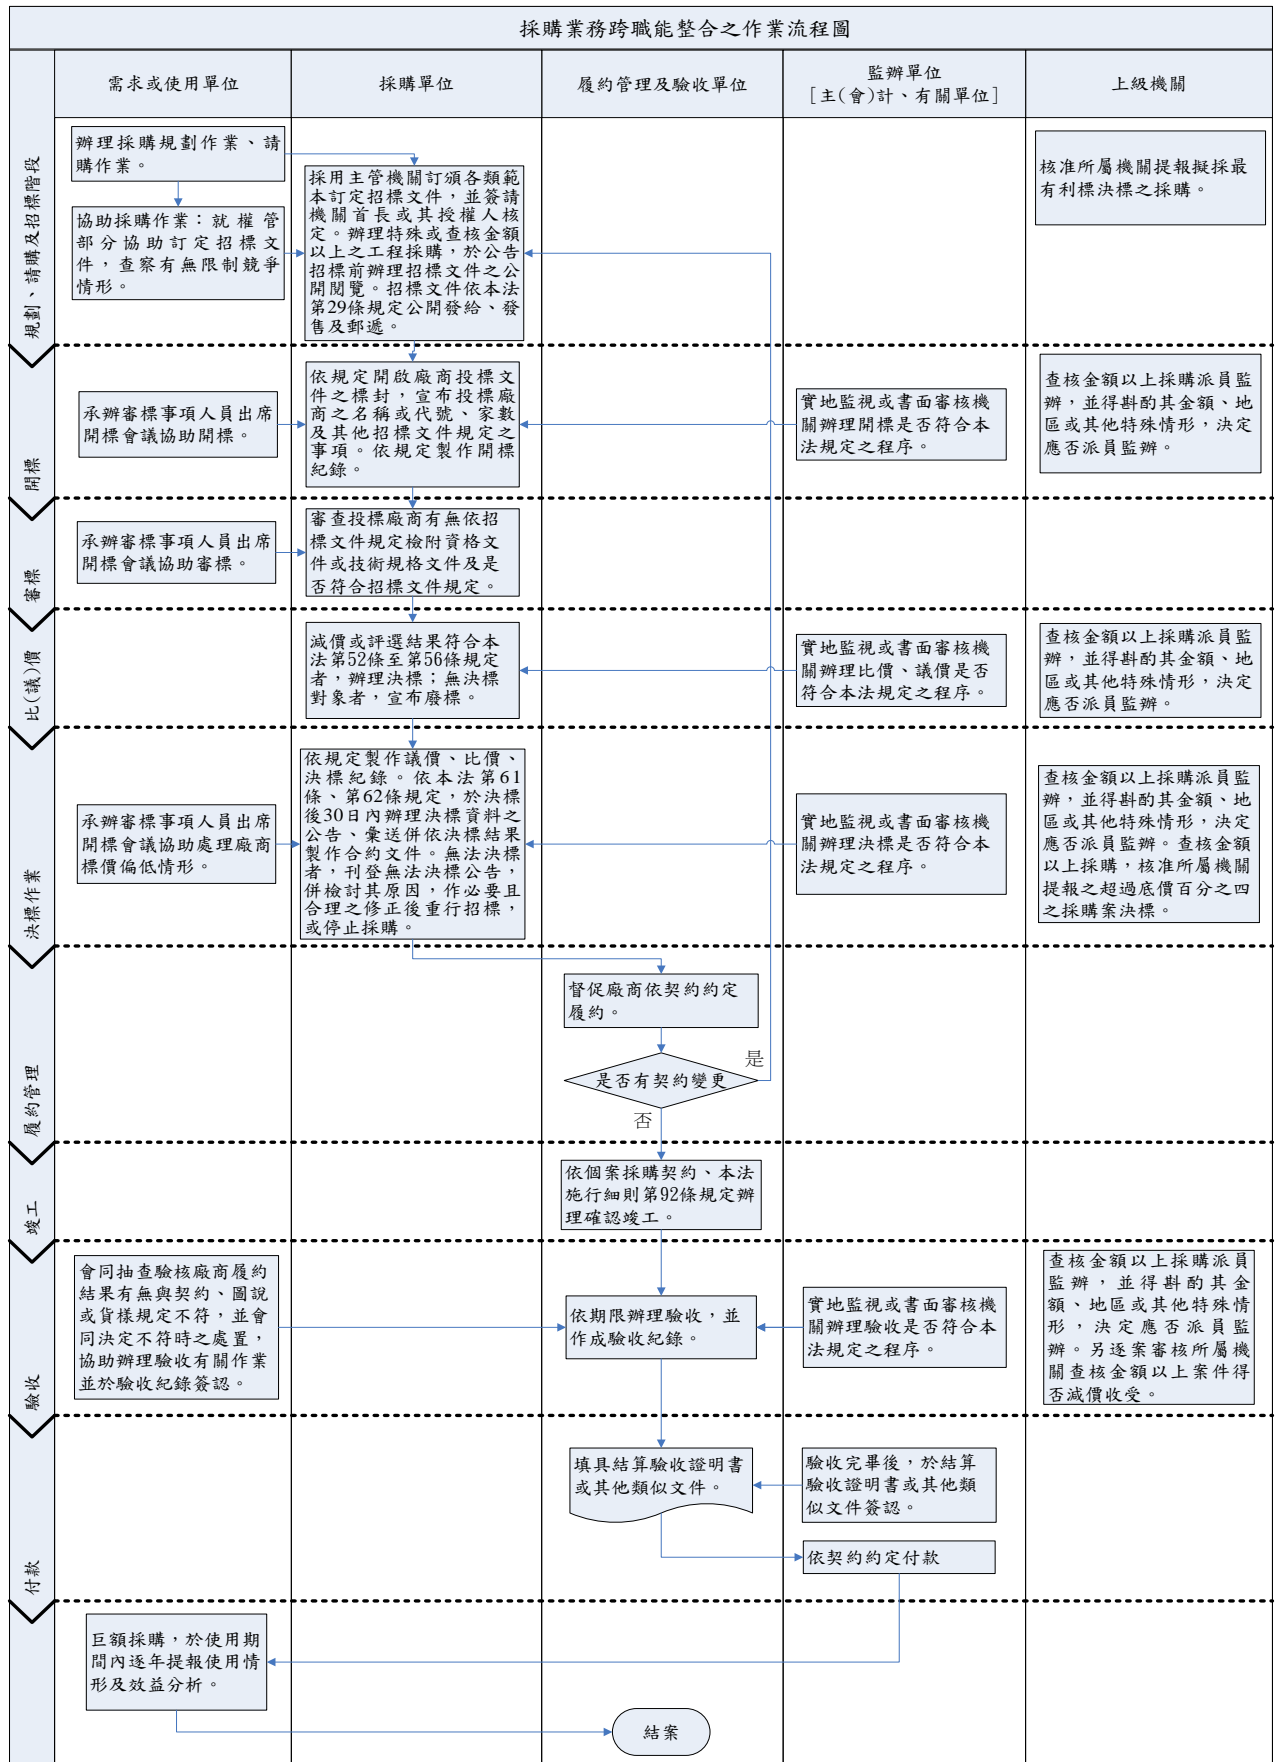 採購業務跨職能整合之作業流程圖
需求或使用單位
採購單位
履約管理及驗收單位
監辦單位
[主(會)計、有關單位]
上級機關
規劃、請購及招標階段
辦理採購規劃作業、請
購作業。
協助採購作業：就權管
部分協助訂定招標文
件，查察有無限制競爭
情形。
採用主管機關訂頒各類範
本訂定招標文件，並簽請
機關首長或其授權人核
定。辦理特殊或查核金額
以上之工程採購，於公告
招標前辦理招標文件之公
開閱覽。招標文件依本法
第29條規定公開發給、發
售及郵遞。
核准所屬機關提報擬採最
有利標決標之採購。
開標
承辦審標事項人員出席
開標會議協助開標。
依規定開啟廠商投標文
件之標封，宣布投標廠
商之名稱或代號、家數
及其他招標文件規定之
事項。依規定製作開標
紀錄。
實地監視或書面審核機
關辦理開標是否符合本
法規定之程序。
查核金額以上採購派員監
辦，並得斟酌其金額、地
區或其他特殊情形，決定
應否派員監辦。
審標
承辦審標事項人員出席
開標會議協助審標。
審查投標廠商有無依招
標文件規定檢附資格文
件或技術規格文件及是
否符合招標文件規定。
比(議)價
減價或評選結果符合本
法第52條至第56條規定
者，辦理決標；無決標
對象者，宣布廢標。
實地監視或書面審核機
關辦理比價、議價是否
符合本法規定之程序。
查核金額以上採購派員監
辦，並得斟酌其金額、地
區或其他特殊情形，決定
應否派員監辦。
決標作業
承辦審標事項人員出席
開標會議協助處理廠商
標價偏低情形。
依規定製作議價、比價、
決標紀錄。依本法第61
條、第62條規定，於決標
後30日內辦理決標資料之
公告、彙送併依決標結果
製作合約文件。無法決標
者，刊登無法決標公告，
併檢討其原因，作必要且
合理之修正後重行招標，
或停止採購。
實地監視或書面審核機
關辦理決標是否符合本
法規定之程序。
查核金額以上採購派員監
辦，並得斟酌其金額、地
區或其他特殊情形，決定
應否派員監辦。查核金額
以上採購，核准所屬機關
提報之超過底價百分之四
之採購案決標。
履約管理
督促廠商依契約約定
履約。
是否有契約變更
是
否
竣工
依個案採購契約、本法
施行細則第92條規定辦
理確認竣工。
驗收
會同抽查驗核廠商履約
結果有無與契約、圖說
或貨樣規定不符，並會
同決定不符時之處置，
協助辦理驗收有關作業
並於驗收紀錄簽認。
依期限辦理驗收，並
作成驗收紀錄。
實地監視或書面審核機
關辦理驗收是否符合本
法規定之程序。
查核金額以上採購派員
監辦，並得斟酌其金
額、地區或其他特殊情
形，決定應否派員監
辦。另逐案審核所屬機
關查核金額以上案件得
否減價收受。
付款
填具結算驗收證明書
或其他類似文件。
驗收完畢後，於結算
驗收證明書或其他類
似文件簽認。
依契約約定付款
巨額採購，於使用期
間內逐年提報使用情
形及效益分析。
結案